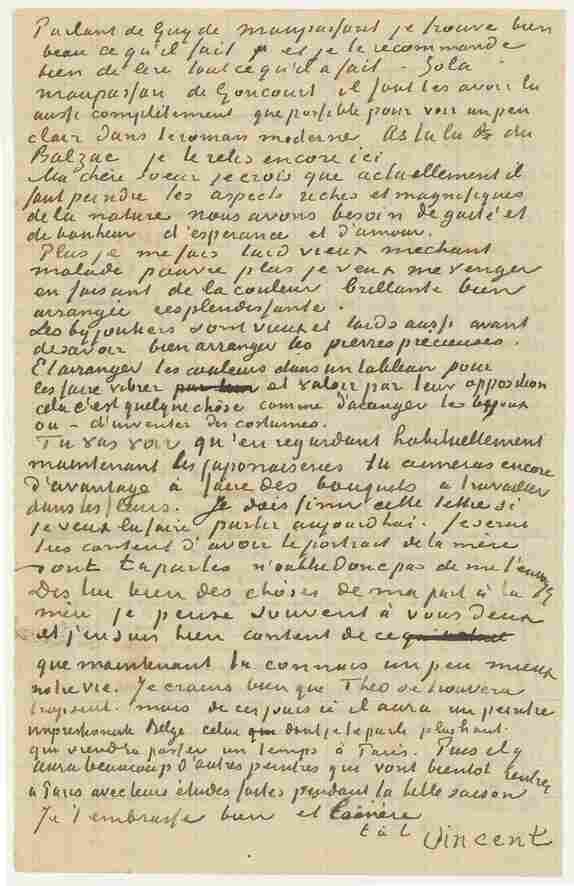 Parlant de Guy de maupassant je trouve bien
beau ce qu'il fait et je te recommande
bien de lire tout ce qu'il a fait – Zola
maupassan de Goncourt il faut les avoir lu
aussi complètement que possible pour voir un peu
clair dans le roman moderne As tu lu du
Balzac je le relis encore ici
Ma chère soeur je crois que actuellement il
faut peindre les aspects riches et magnifiques
de la nature nous avons besoin de gaité et
de bonheur d'espérance et d'amour.
Plus je me fais laid vieux mechant
malade pauvre plus je veux me venger
en faisant de la couleur brillante bien
arrangée resplendissante.
Les bijoutiers sont vieux et laids aussi avant
de savoir bien arranger les pierres precieuses.
Et arranger les couleurs dans un tableau pour
les faire vibrer et valoir par leur opposition
cela c'est quelque chose comme d'arranger les bijoux
ou – d'inventer des costumes.
Tu vas voir qu'en regardant habituellement
maintenant les japonaiseries tu aimeras encore
d'avantage à faire des bouquets à travailler
dans les fleurs. Je dois finir cette lettre si
je veux la faire partir aujourdhui. Je serai
tres content d'avoir le portrait de la mère
dont tu parles n'oublie donc pas de me l'envoyer
Dis lui bien des choses de ma part à la
mère je pense souvent à vous deux
et j'en suis bien content de ce
que maintenant tu connais un peu mieux
notre vie. Je crains bien que Theo se trouvera
trop seul. mais de ces jours ci il aura un peintre
impressioniste Belge celui dont je te parle plus haut.
qui viendra passer un temps à Paris. Puis il y
aura beaucoup d'autres peintres qui vont bientot rentrer
à Paris avec leurs études faites pendant la belle saison
Je t'embrasse bien et la mère
t. à t. Vincent